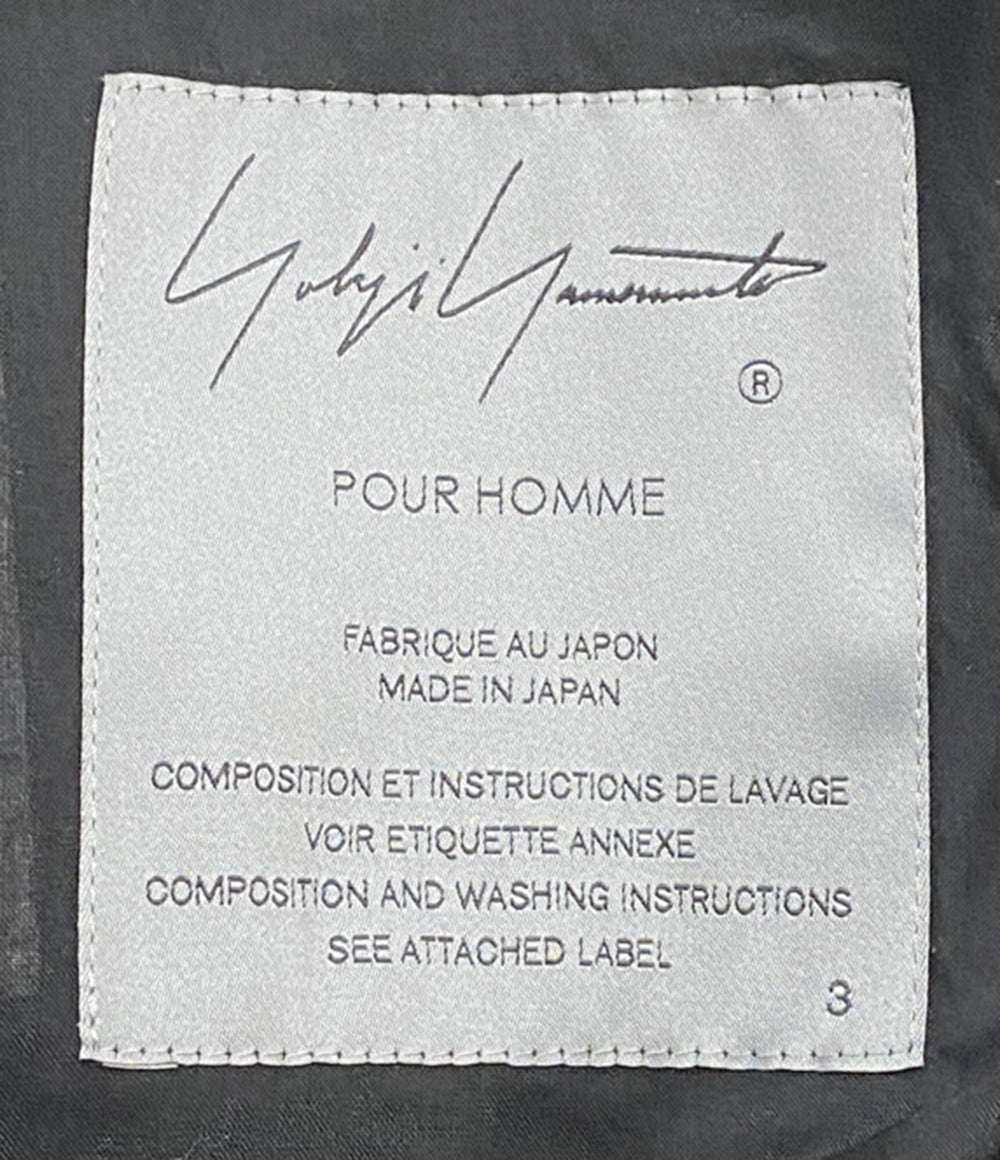 Yohji Yamamoto
®
POUR HOMME
FABRIQUE AU JAPON
MADE IN JAPAN
COMPOSITION ET INSTRUCTIONS DE LAVAGE
VOIR ETIQUETTE ANNEXE
COMPOSITION AND WASHING INSTRUCTIONS
SEE ATTACHED LABEL
3